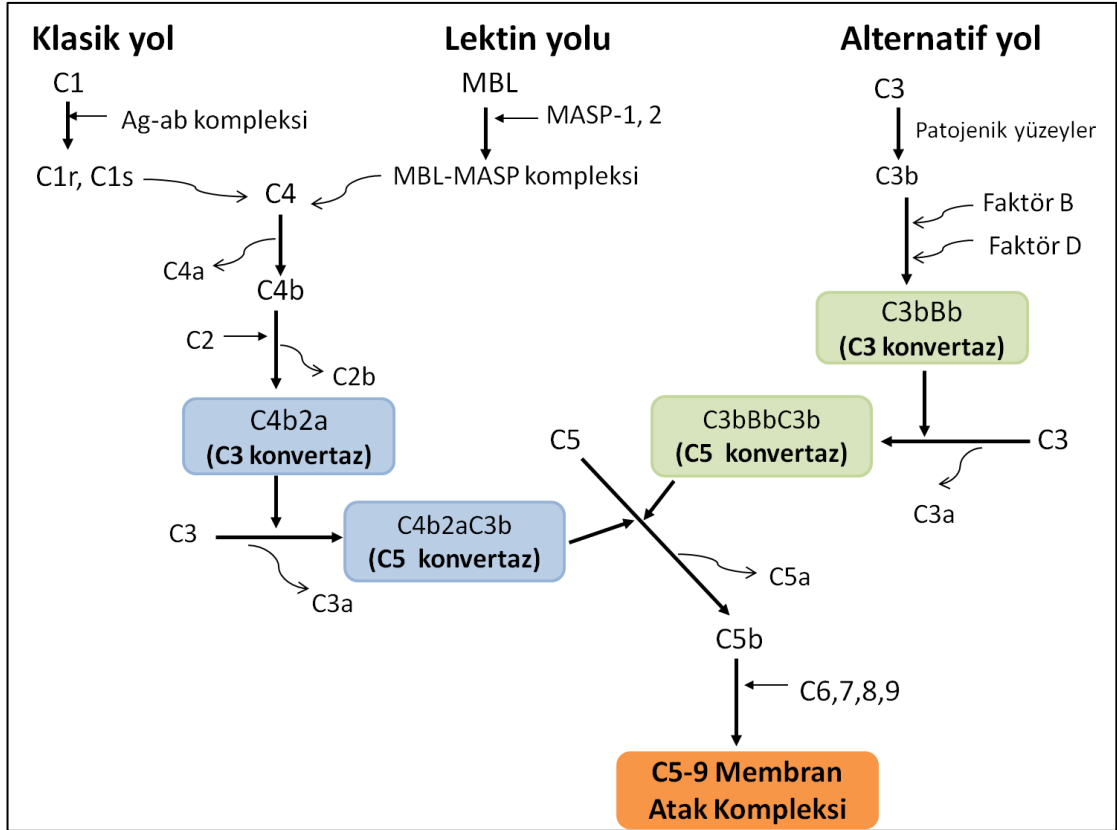 Klasik yol
C1
Ag-ab kompleksi
C1r, C1s
Lektin yolu
MBL
MASP-1, 2
MBL-MASP kompleksi
C4
C4a
C4b
C2
C2b
C4b2a
(C3 konvertaz)
C3
C3a
C4b2aC3b
(C5 konvertaz)
Alternatif yol
C3
Patojenik yüzeyler
C3b
Faktör B
Faktör D
C3bBb
(C3 konvertaz)
C3
C3a
C3bBbC3b
(C5 konvertaz)
C5
C5a
C5b
C6,7,8,9
C5-9 Membran
Atak Kompleksi